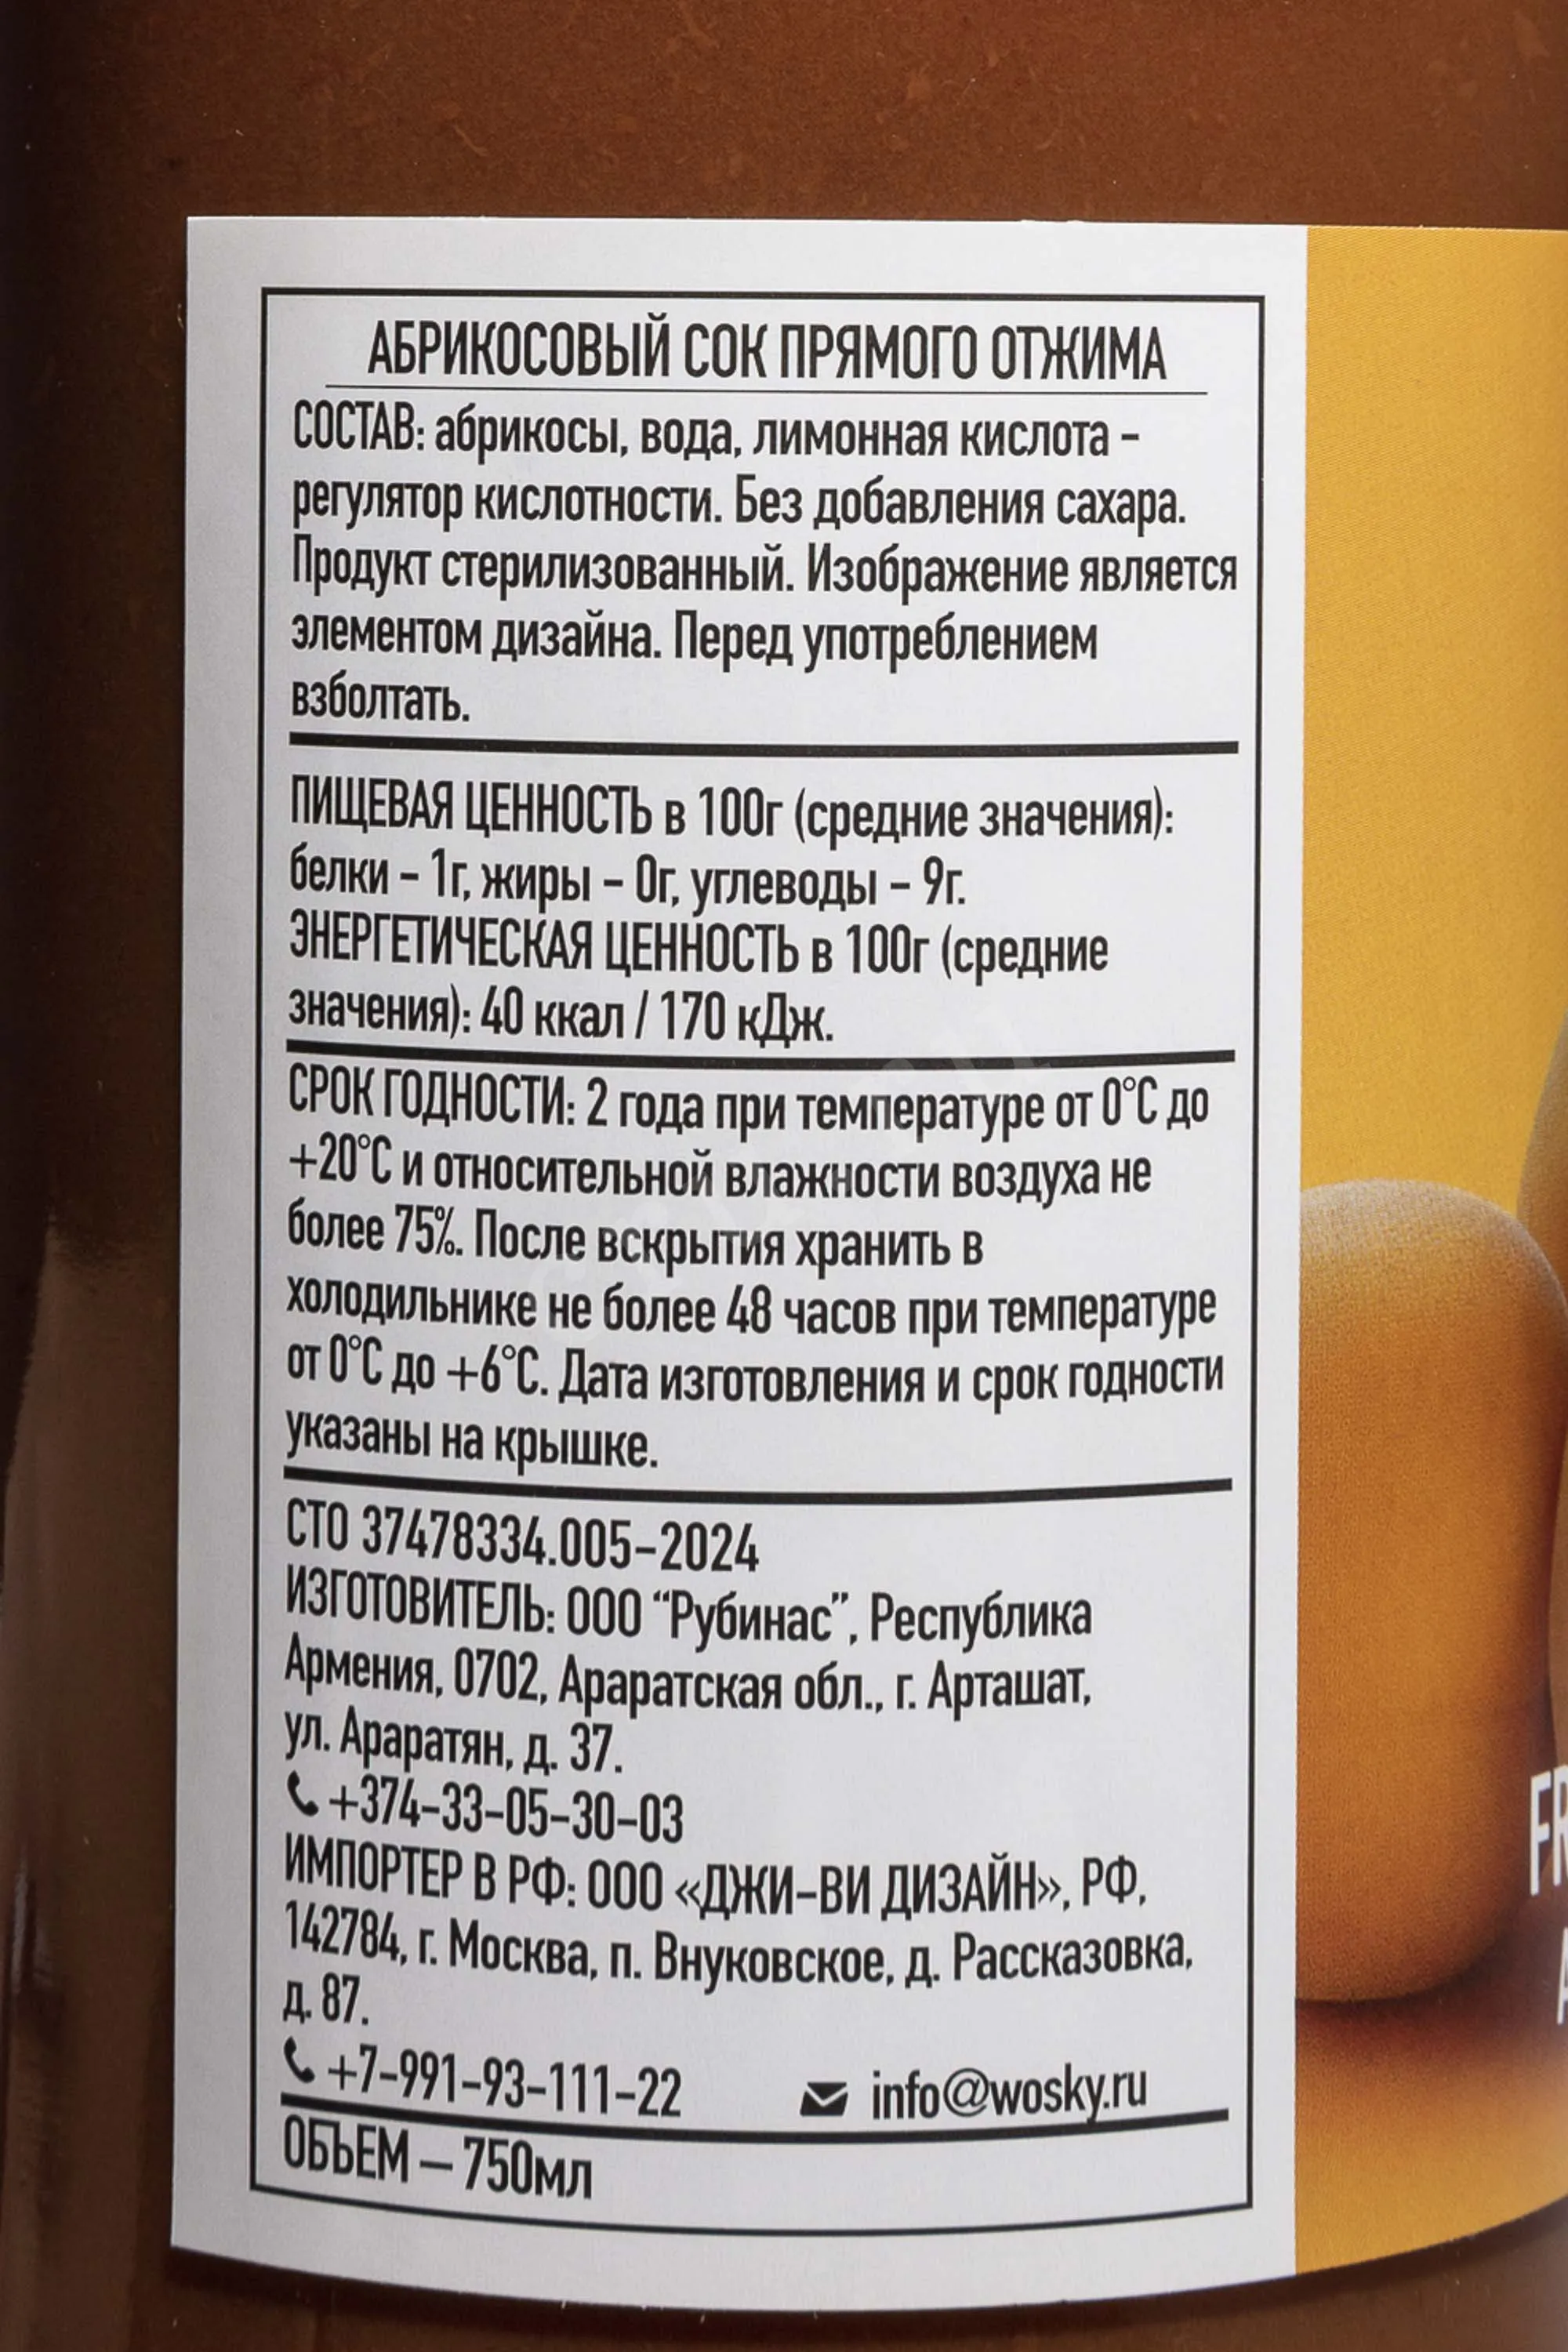 АБРИКОСОВЫЙ СОК ПРЯМОГО ОТЖИМА
СОСТАВ: абрикосы, вода, лимонная кислота –
регулятор кислотности. Без добавления сахара.
Продукт стерилизованный. Изображение является
элементом дизайна. Перед употреблением
взболтать.
ПИЩЕВАЯ ЦЕННОСТЬ в 100г (средние значения):
белки – 1г, жиры – 0г, углеводы – 9г.
ЭНЕРГЕТИЧЕСКАЯ ЦЕННОСТЬ в 100г (средние
значения): 40 ккал / 170 кДж.
СРОК ГОДНОСТИ: 2 года при температуре от 0°С до
+20°С и относительной влажности воздуха не
более 75%. После вскрытия хранить в
холодильнике не более 48 часов при температуре
от 0°С до +6°С. Дата изготовления и срок годности
указаны на крышке.
СТО 37478334.005-2024
ИЗГОТОВИТЕЛЬ: ООО “Рубинас”, Республика
Армения, 0702, Араратская обл., г. Арташат,
ул. Араратян, д. 37.
+374-33-05-30-03
ИМПОРТЕР В РФ: ООО «ДЖИ-ВИ ДИЗАЙН», РФ,
142784, г. Москва, п. Внуковское, д. Рассказовка,
д. 87.
+7-991-93-111-22 info@wosky.ru
ОБЪЕМ — 750мл